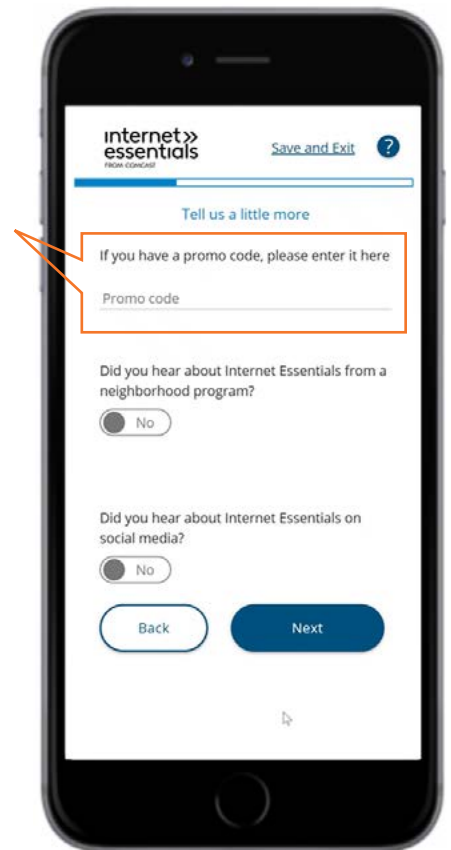 ınternet»
essentıals
FROM COMCAST
Save and Exit
?
Tell us a little more
If you have a promo code, please enter it here
Promo code
Did you hear about Internet Essentials from a
neighborhood program?
No
Did you hear about Internet Essentials on
social media?
No
Back
Next